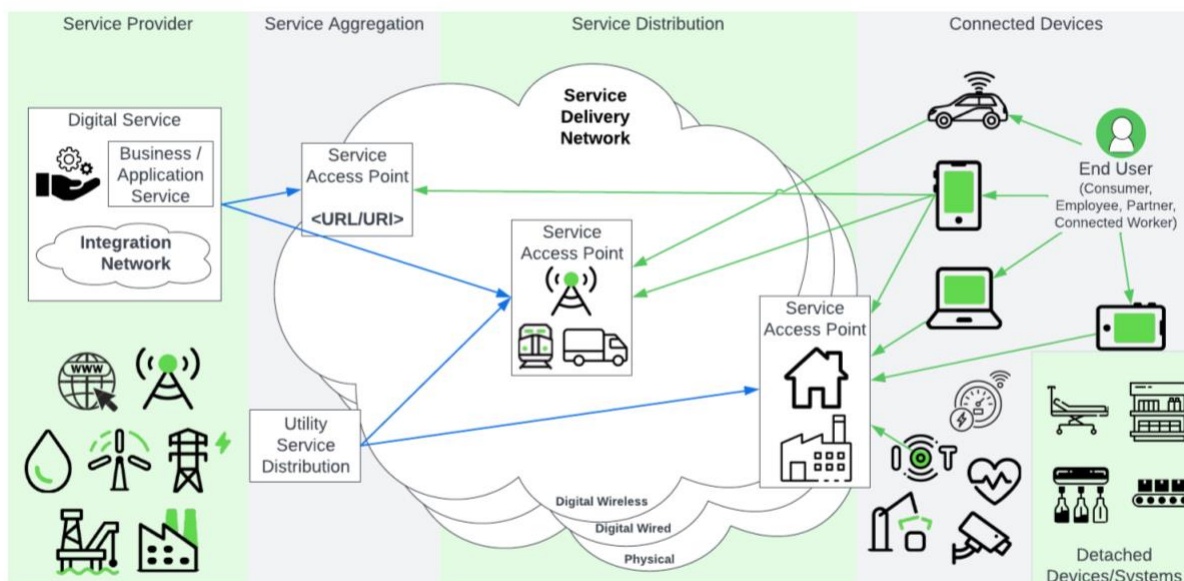 Service Provider
Service Aggregation
Service Distribution
Connected Devices
Digital Service
Business /
Application
Service
Integration
Network
WWW
Service
Access Point
<URL/URI>
Utility
Service
Distribution
Service
Delivery
Network
Service
Access Point
Service
Access Point
Digital Wireless
Digital Wired
Physical
End User
(Consumer,
Employee, Partner,
Connected Worker)
I T
Detached
Devices/Systems